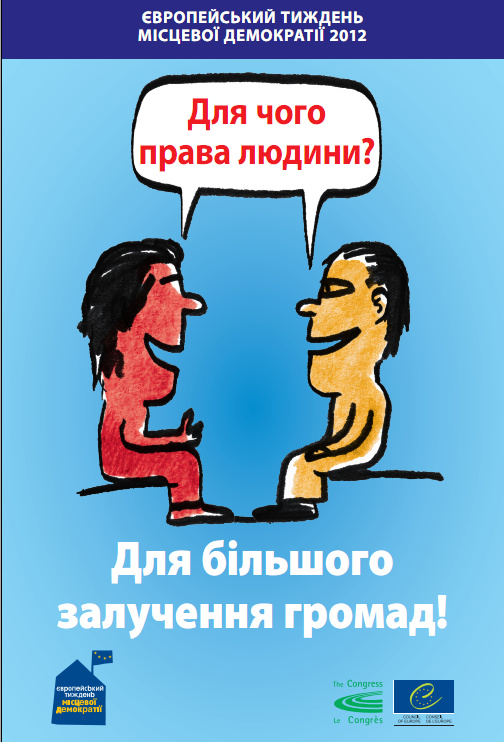 ЄВРОПЕЙСЬКИЙ ТИЖДЕНЬ
МІСЦЕВОЇ ДЕМОКРАТІЇ 2012
Для чого
права людини?
Для більшого
залучення громад!
європейський
тиждень
місцевої
демократії
The Congress
Le Congrès
COUNCIL OF EUROPE
CONSEIL DE L'EUROPE